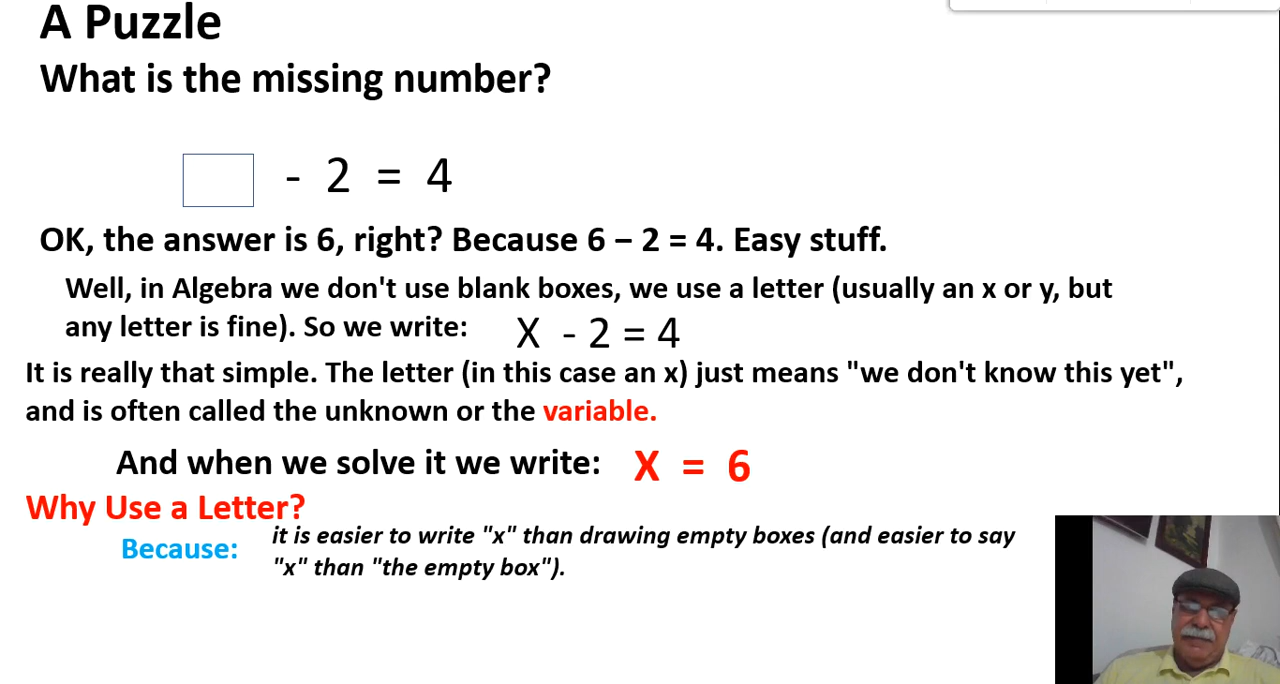 A Puzzle
What is the missing number?
- 2 = 4
OK, the answer is 6, right? Because 6 – 2 = 4. Easy stuff.
Well, in Algebra we don't use blank boxes, we use a letter (usually an x or y, but
any letter is fine). So we write: X - 2 = 4
It is really that simple. The letter (in this case an x) just means "we don't know this yet",
and is often called the unknown or the variable.
And when we solve it we write: X = 6
Why Use a Letter?
Because: it is easier to write "x" than drawing empty boxes (and easier to say
"x" than "the empty box").